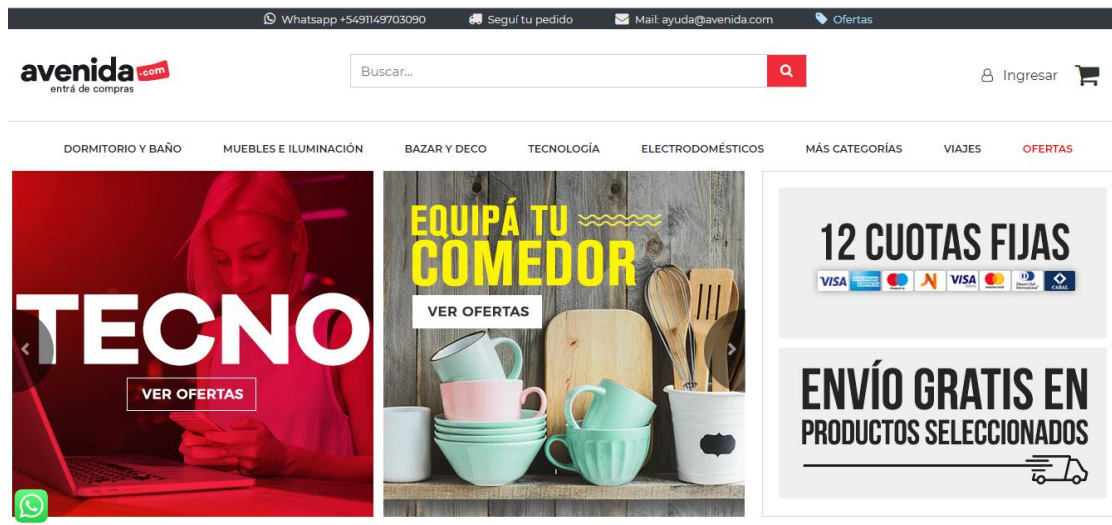 Whatsapp +5491149703090 Seguí tu pedido Mail: ayuda@avenida.com Ofertas
avenida .com
entrá de compras
Buscar...
Ingresar
DORMITORIO Y BAÑO MUEBLES E ILUMINACIÓN BAZAR Y DECO TECNOLOGÍA ELECTRODOMÉSTICOS MÁS CATEGORÍAS VIAJES OFERTAS
TECNO
VER OFERTAS
EQUIPÁ TU
COMEDOR
VER OFERTAS
12 CUOTAS FIJAS
VISA N VISA CABAL
ENVÍO GRATIS EN
PRODUCTOS SELECCIONADOS